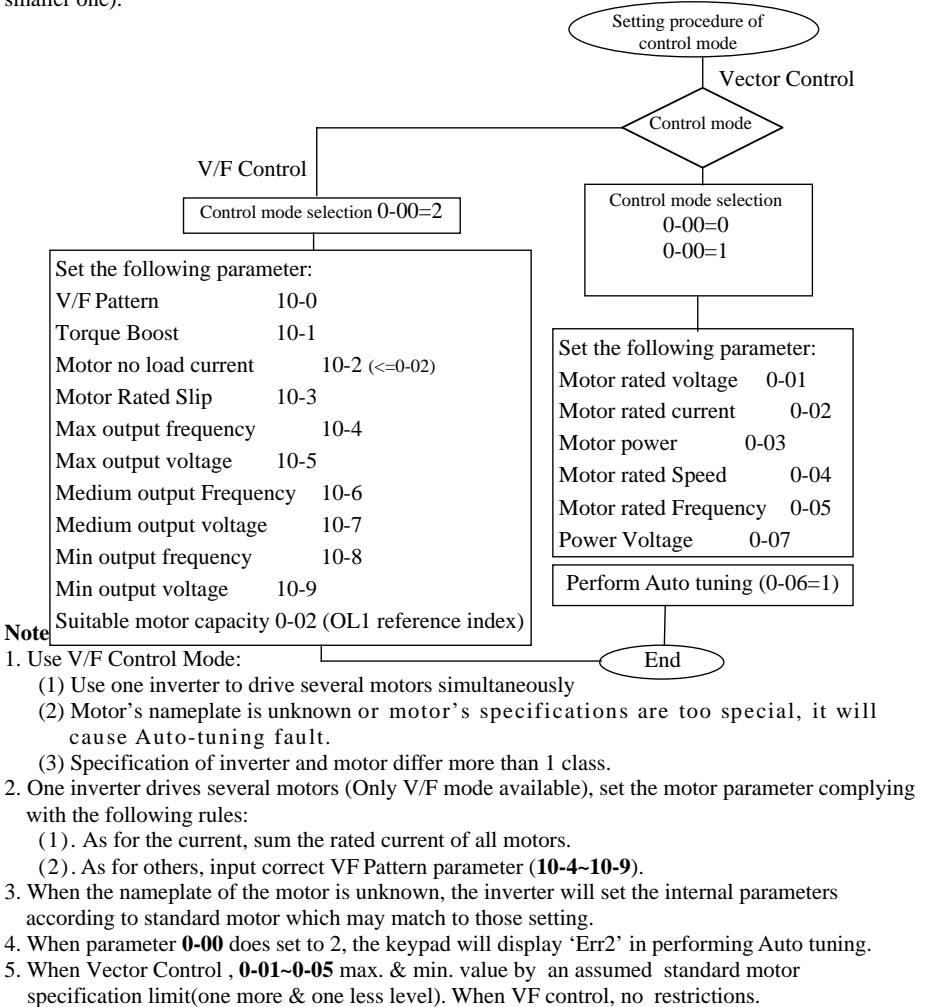 smaller one).
Setting procedure of
control mode
Vector Control
Control mode
V/F Control
Control mode selection 0-00=2
Control mode selection
0-00=0
0-00=1
Set the following parameter:
V/F Pattern 10-0
Torque Boost 10-1
Motor no load current 10-2 (<=0-02)
Motor Rated Slip 10-3
Max output frequency 10-4
Max output voltage 10-5
Medium output Frequency 10-6
Medium output voltage 10-7
Min output frequency 10-8
Min output voltage 10-9
Suitable motor capacity 0-02 (OL1 reference index)
Set the following parameter:
Motor rated voltage 0-01
Motor rated current 0-02
Motor power 0-03
Motor rated Speed 0-04
Motor rated Frequency 0-05
Power Voltage 0-07
Perform Auto tuning (0-06=1)
End
Note
1. Use V/F Control Mode:
(1) Use one inverter to drive several motors simultaneously
(2) Motor's nameplate is unknown or motor's specifications are too special, it will
cause Auto-tuning fault.
(3) Specification of inverter and motor differ more than 1 class.
2. One inverter drives several motors (Only V/F mode available), set the motor parameter complying
with the following rules:
(1). As for the current, sum the rated current of all motors.
(2). As for others, input correct VF Pattern parameter (10-4~10-9).
3. When the nameplate of the motor is unknown, the inverter will set the internal parameters
according to standard motor which may match to those setting.
4. When parameter 0-00 does set to 2, the keypad will display 'Err2' in performing Auto tuning.
5. When Vector Control , 0-01~0-05 max. & min. value by an assumed standard motor
specification limit(one more & one less level). When VF control, no restrictions.